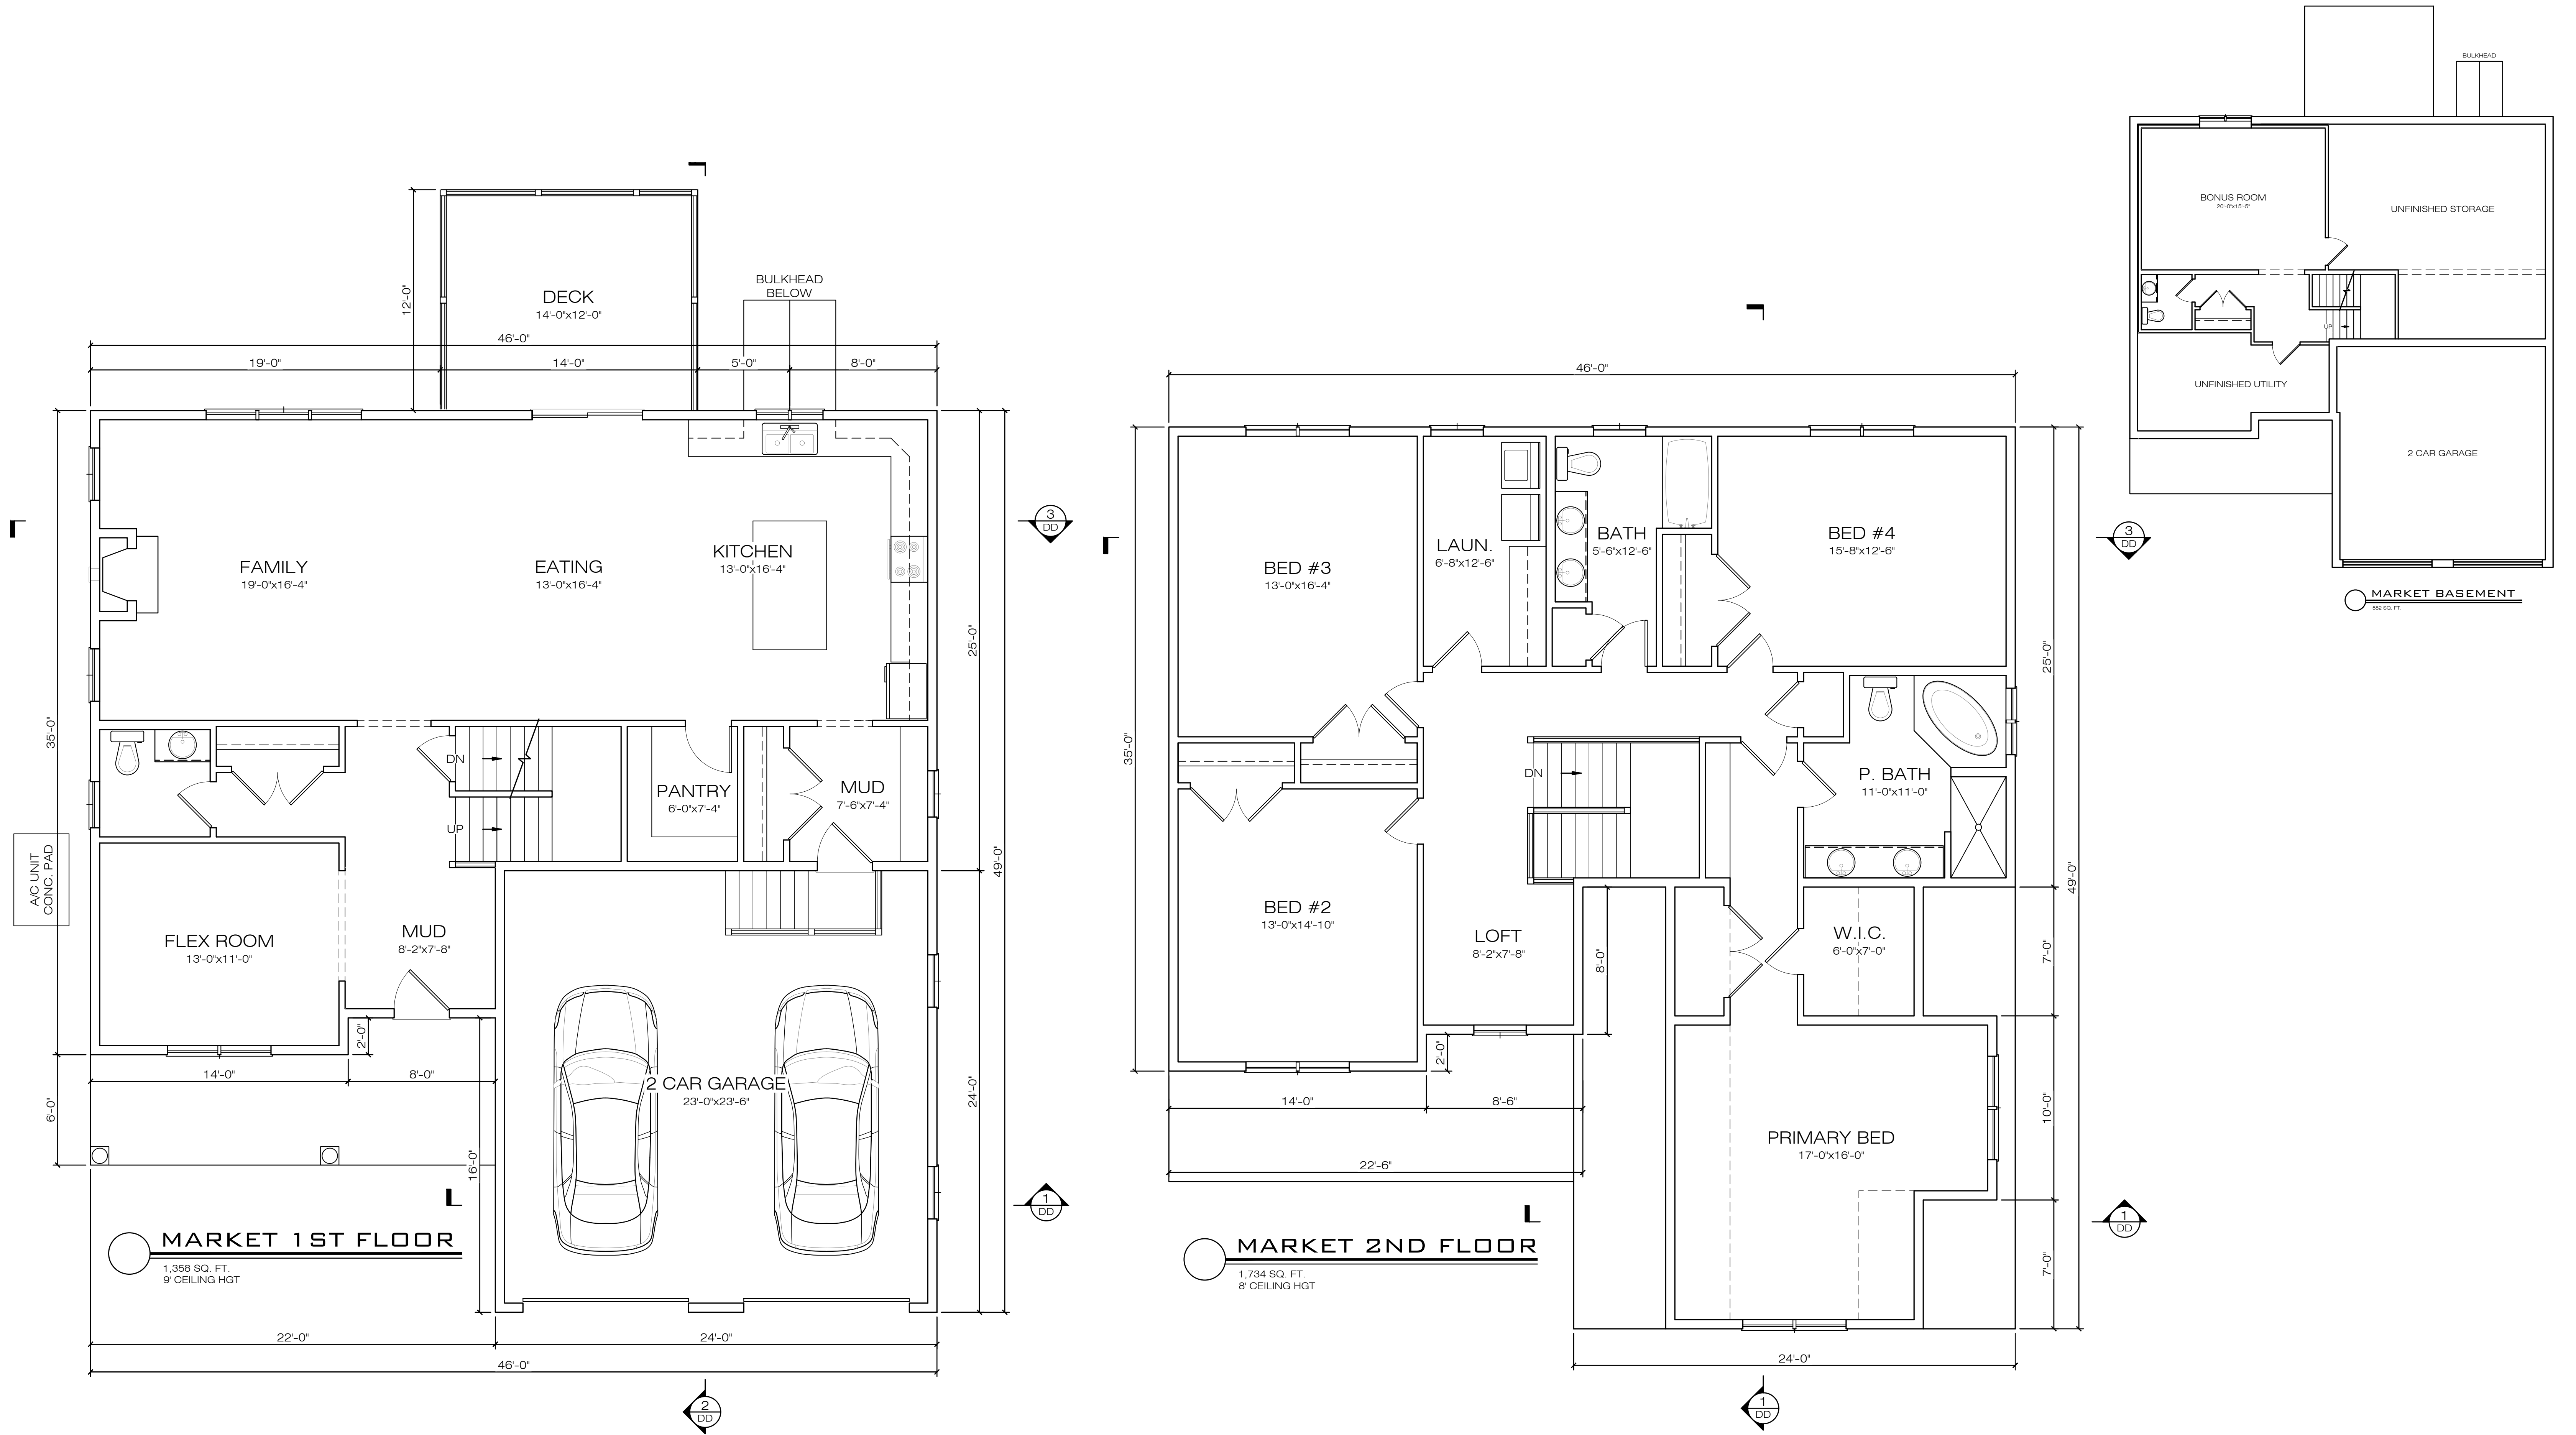 DECK
14'-0"x12'-0"
12'-0"
BULKHEAD
BELOW
46'-0"
19'-0"
14'-0"
5'-0"
8'-0"
FAMILY
19'-0"x16'-4"
EATING
13'-0"x16'-4"
KITCHEN
13'-0"x16'-4"
3
DD
25'-0"
35'-0"
49'-0"
DN
UP
PANTRY
6'-0"x7'-4"
MUD
7'-6"x7'-4"
A/C UNIT
CONC. PAD
FLEX ROOM
13'-0"x11'-0"
MUD
8'-2"x7'-8"
2'-0"
14'-0"
8'-0"
6'-0"
16'-0"
24'-0"
2 CAR GARAGE
23'-0"x23'-6"
1
DD
MARKET 1ST FLOOR
1,358 SQ. FT.
9' CEILING HGT
22'-0"
24'-0"
46'-0"
2
DD
46'-0"
BED #3
13'-0"x16'-4"
LAUN.
6'-8"x12'-6"
BATH
5'-6"x12'-6"
BED #4
15'-8"x12'-6"
3
DD
35'-0"
25'-0"
49'-0"
DN
P. BATH
11'-0"x11'-0"
BED #2
13'-0"x14'-10"
LOFT
8'-2"x7'-8"
8'-0"
W.I.C.
6'-0"x7'-0"
7'-0"
2'-0"
14'-0"
8'-6"
22'-6"
10'-0"
PRIMARY BED
17'-0"x16'-0"
7'-0"
1
DD
MARKET 2ND FLOOR
1,734 SQ. FT.
8' CEILING HGT
24'-0"
1
DD
BULKHEAD
BONUS ROOM
20'-0"x15'-5"
UNFINISHED STORAGE
UP
UNFINISHED UTILITY
2 CAR GARAGE
MARKET BASEMENT
582 SQ. FT.